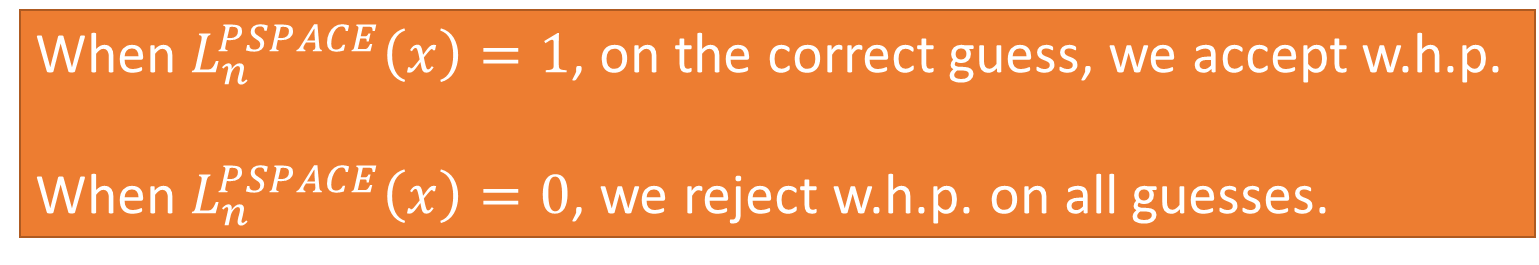 When $L_n^{PSPACE}(x) = 1$, on the correct guess, we accept w.h.p.
When $L_n^{PSPACE}(x) = 0$, we reject w.h.p. on all guesses.